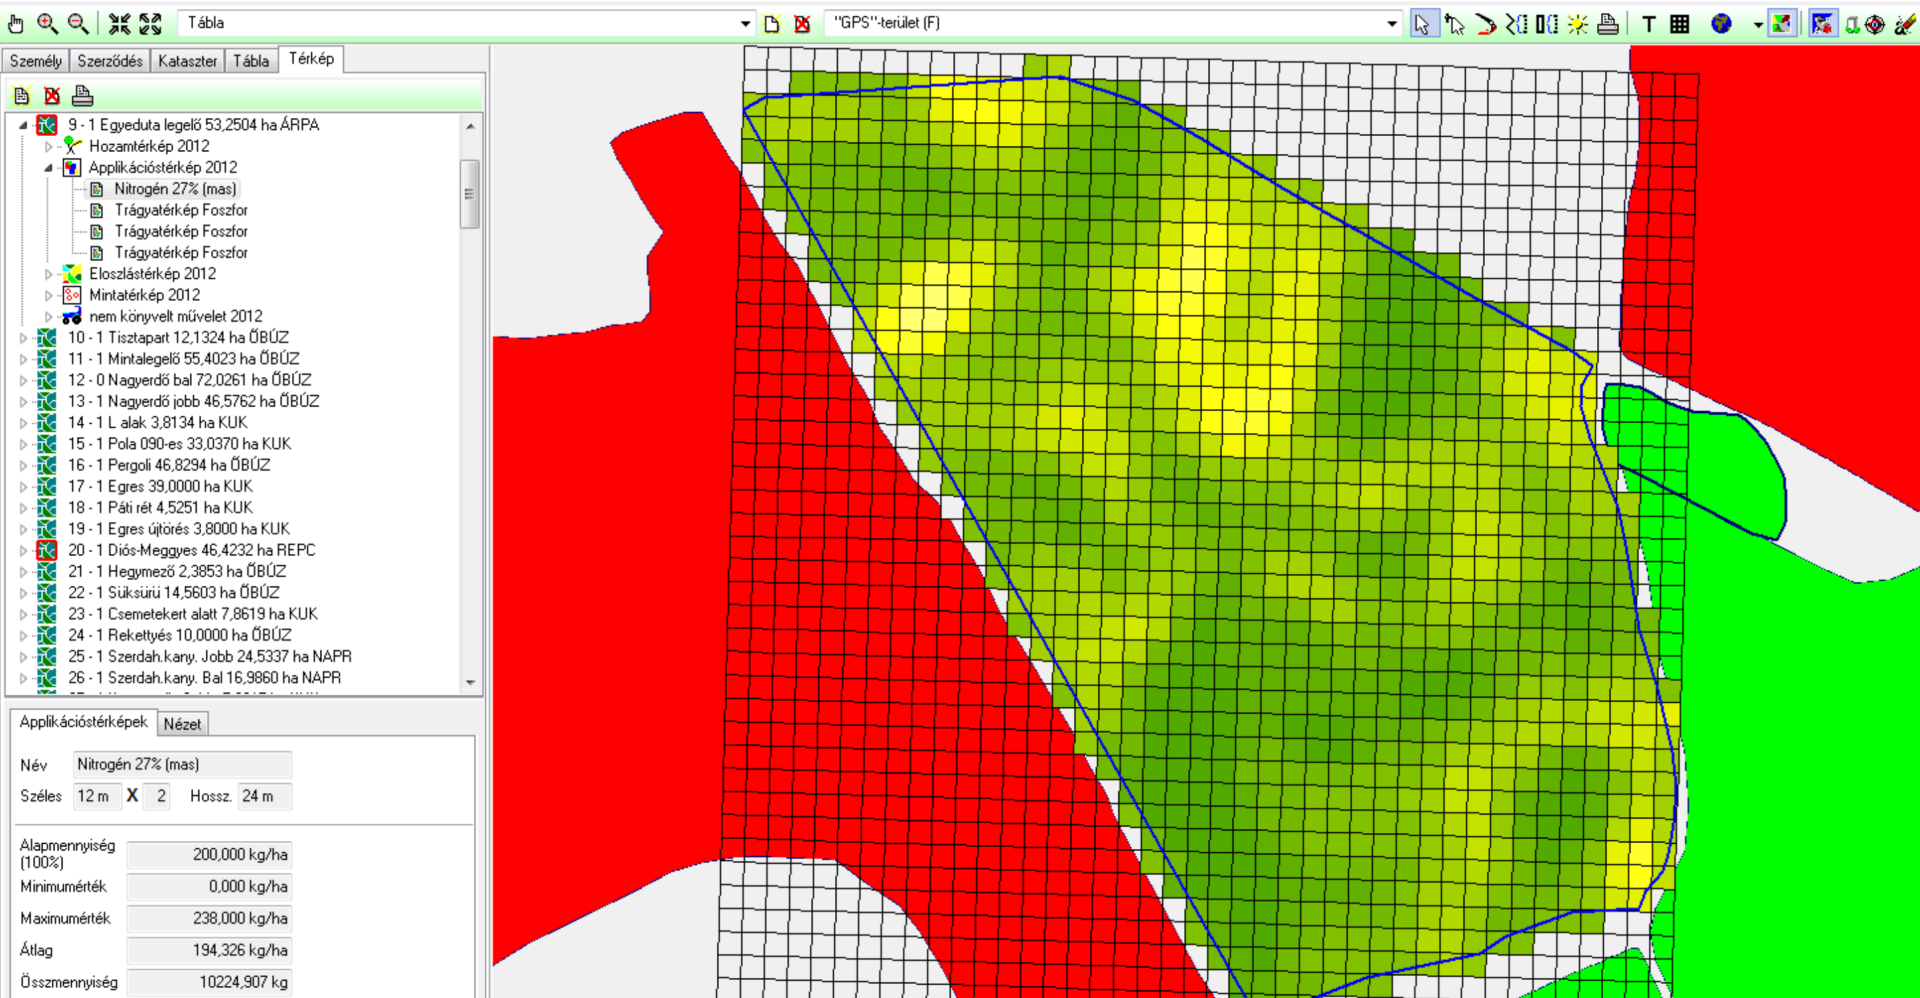 Tábla
"GPS"-terület (F)
T
Személy
Szerződés
Kataszter
Tábla
Térkép
9 - 1 Egyeduta legelő 53,2504 ha ÁRPA
Hozamtérkép 2012
Applikációstérkép 2012
Nitrogén 27% (mas)
Trágyatérkép Foszfor
Trágyatérkép Foszfor
Trágyatérkép Foszfor
Eloszlástérkép 2012
Mintatérkép 2012
nem könyvelt művelet 2012
10 - 1 Tisztapart 12,1324 ha ŐBÚZ
11 - 1 Mintalegelő 55,4023 ha ŐBÚZ
12 - 0 Nagyerdő bal 72,0261 ha ŐBÚZ
13 - 1 Nagyerdő jobb 46,5762 ha ŐBÚZ
14 - 1 L alak 3,8134 ha KUK
15 - 1 Pola 090-es 33,0370 ha KUK
16 - 1 Pergoli 46,8294 ha ŐBÚZ
17 - 1 Egres 39,0000 ha KUK
18 - 1 Páti rét 4,5251 ha KUK
19 - 1 Egres újtörés 3,8000 ha KUK
20 - 1 Diós-Meggyes 46,4232 ha REPC
21 - 1 Hegymező 2,3853 ha ŐBÚZ
22 - 1 Süksürü 14,5603 ha ŐBÚZ
23 - 1 Csemetekert alatt 7,8619 ha KUK
24 - 1 Rekettyés 10,0000 ha ŐBÚZ
25 - 1 Szerdah.kany. Jobb 24,5337 ha NAPR
26 - 1 Szerdah.kany. Bal 16,9860 ha NAPR
Applikációstérképek
Nézet
Név Nitrogén 27% (mas)
Széles 12 m X 2 Hossz. 24 m
Alapmennyiség
(100%) 200,000 kg/ha
Minimumérték 0,000 kg/ha
Maximumérték 238,000 kg/ha
Átlag 194,326 kg/ha
Összmennyiség 10224,907 kg